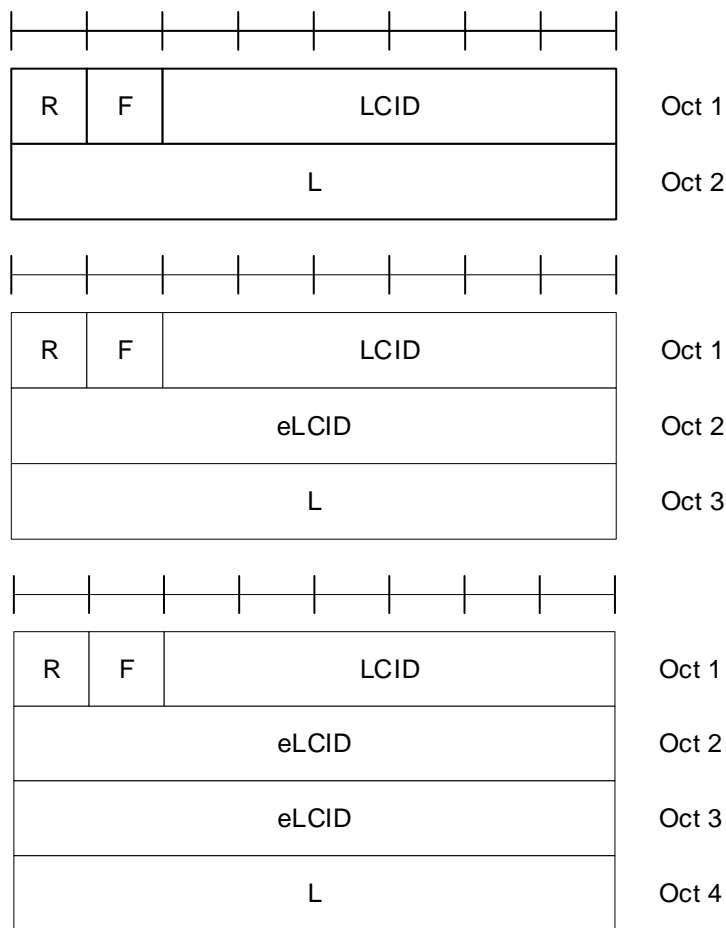 R F LCID Oct 1
L Oct 2
R F LCID Oct 1
eLCID Oct 2
L Oct 3
R F LCID Oct 1
eLCID Oct 2
eLCID Oct 3
L Oct 4